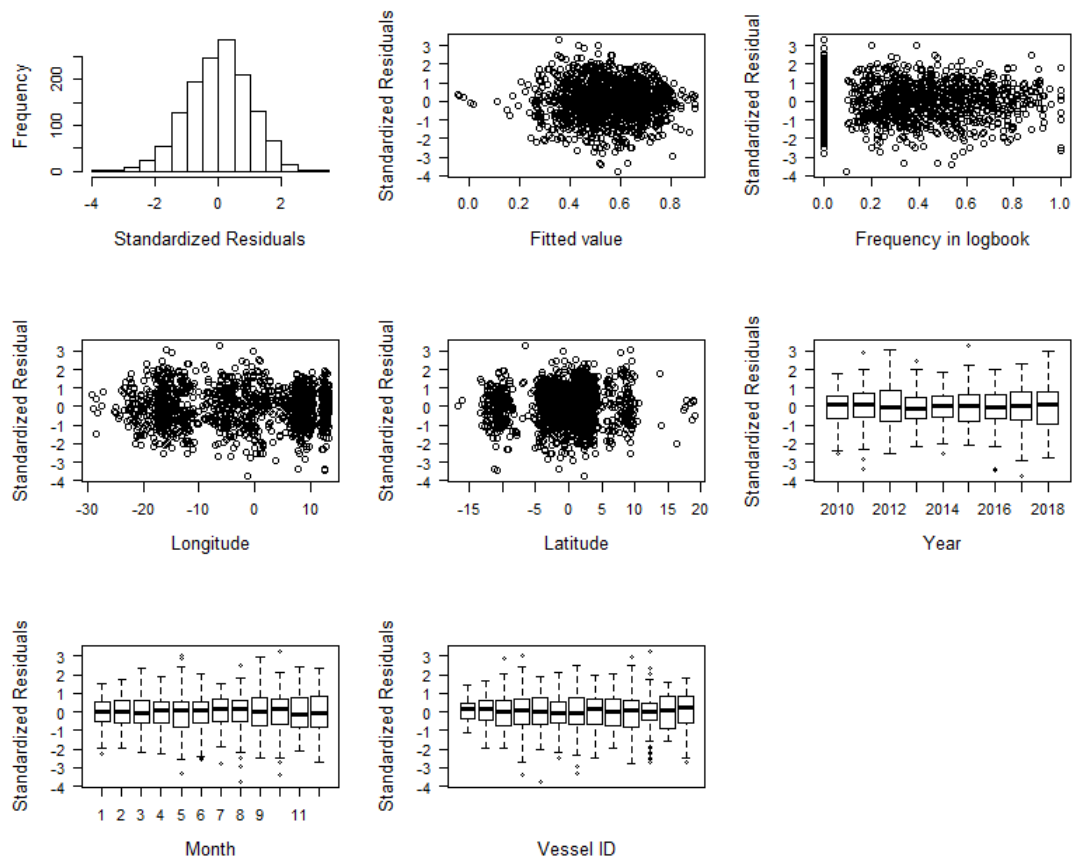 Frequency
0 100 200
-4 -2 0 2
Standardized Residuals
Standardized Residuals
-4 -3 -2 -1 0 1 2 3
0.0 0.2 0.4 0.6 0.8
Fitted value
Standardized Residual
-4 -3 -2 -1 0 1 2 3
0.0 0.2 0.4 0.6 0.8 1.0
Frequency in logbook
Standardized Residual
-4 -3 -2 -1 0 1 2 3
-30 -20 -10 0 10
Longitude
Standardized Residual
-4 -3 -2 -1 0 1 2 3
-15 -5 0 5 10 15 20
Latitude
Standardized Residuals
-4 -3 -2 -1 0 1 2 3
2010 2012 2014 2016 2018
Year
Standardized Residuals
-4 -3 -2 -1 0 1 2 3
1 2 3 4 5 6 7 8 9 11
Month
Standardized Residuals
-4 -3 -2 -1 0 1 2 3
Vessel ID